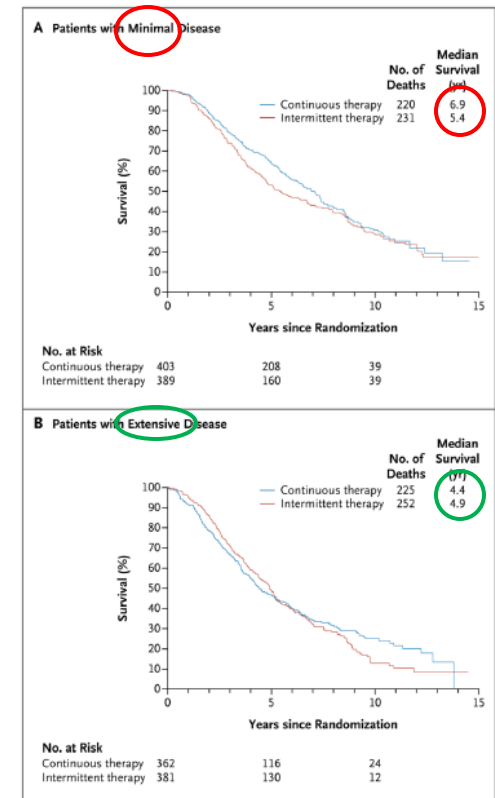 A Patients with Minimal Disease
Median
No. of Survival
Deaths (yr)
Continuous therapy 220 6.9
Intermittent therapy 231 5.4
100
90
80
70
60
50
40
30
20
10
0
Survival (%)
0 5 10 15
Years since Randomization
No. at Risk
Continuous therapy 403 208 39
Intermittent therapy 389 160 39
B Patients with Extensive Disease
Median
No. of Survival
Deaths (yr)
Continuous therapy 225 4.4
Intermittent therapy 252 4.9
100
90
80
70
60
50
40
30
20
10
0
Survival (%)
0 5 10 15
Years since Randomization
No. at Risk
Continuous therapy 362 116 24
Intermittent therapy 381 130 12